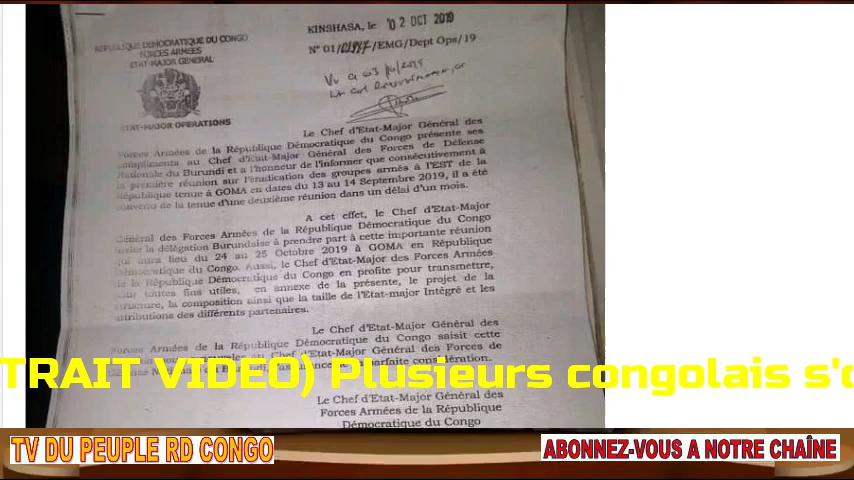 KINSHASA, le 02 OCT 2019
N° 01/ /EMG/Dept Ops/19
REPUBLIQUE DEMOCRATIQUE DU CONGO
FORCES ARMEES
ETAT-MAJOR GENERAL
ETAT-MAJOR OPERATIONS
Le Chef d'Etat-Major Général des
Forces Armées de la République Démocratique du Congo présente ses
compliments au Chef d'Etat-Major Général des Forces de Défense
Nationale du Burundi et a l'honneur de l'informer que consécutivement à
la première réunion sur l'éradication des groupes armés à l'EST de la
République tenue à GOMA en dates du 13 au 14 Septembre 2019, il a été
convenu de la tenue d'une deuxième réunion dans un délai d'un mois.
A cet effet, le Chef d'Etat-Major
Général des Forces Armées de la République Démocratique du Congo
invite la délégation Burundaise à prendre part à cette importante réunion
qui aura lieu du 24 au 25 Octobre 2019 à GOMA en République
Démocratique du Congo. Aussi, le Chef d'Etat-Major des Forces Armées
de la République Démocratique du Congo en profite pour transmettre,
pour toutes fins utiles, en annexe de la présente, le projet de la
structure, la composition ainsi que la taille de l'Etat-major Intégré et les
attributions des différents partenaires.
Le Chef d'Etat-Major Général des
Forces Armées de la République Démocratique du Congo saisit cette
au Chef d'Etat-Major Général des Forces de
parfaite considération.
TRAIT VIDEO) Plusieurs congolais s'
Le Chef d'Etat-Major Général des
Forces Armées de la République
Démocratique du Congo
TV DU PEUPLE RD CONGO
ABONNEZ-VOUS A NOTRE CHAÎNE